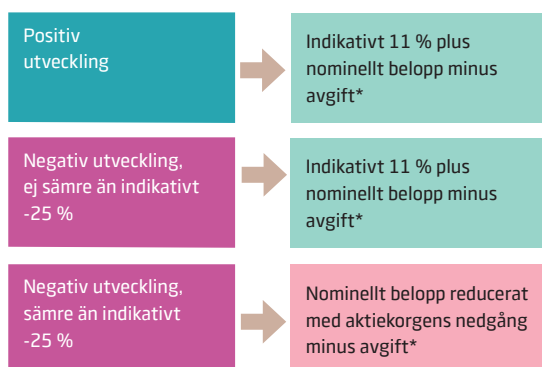 Positiv
utveckling
Indikativt 11 % plus
nominellt belopp minus
avgift*
Negativ utveckling,
ej sämre än indikativt
-25 %
Indikativt 11 % plus
nominellt belopp minus
avgift*
Negativ utveckling,
sämre än indikativt
-25 %
Nominellt belopp reducerat
med aktiekorgens nedgång
minus avgift*